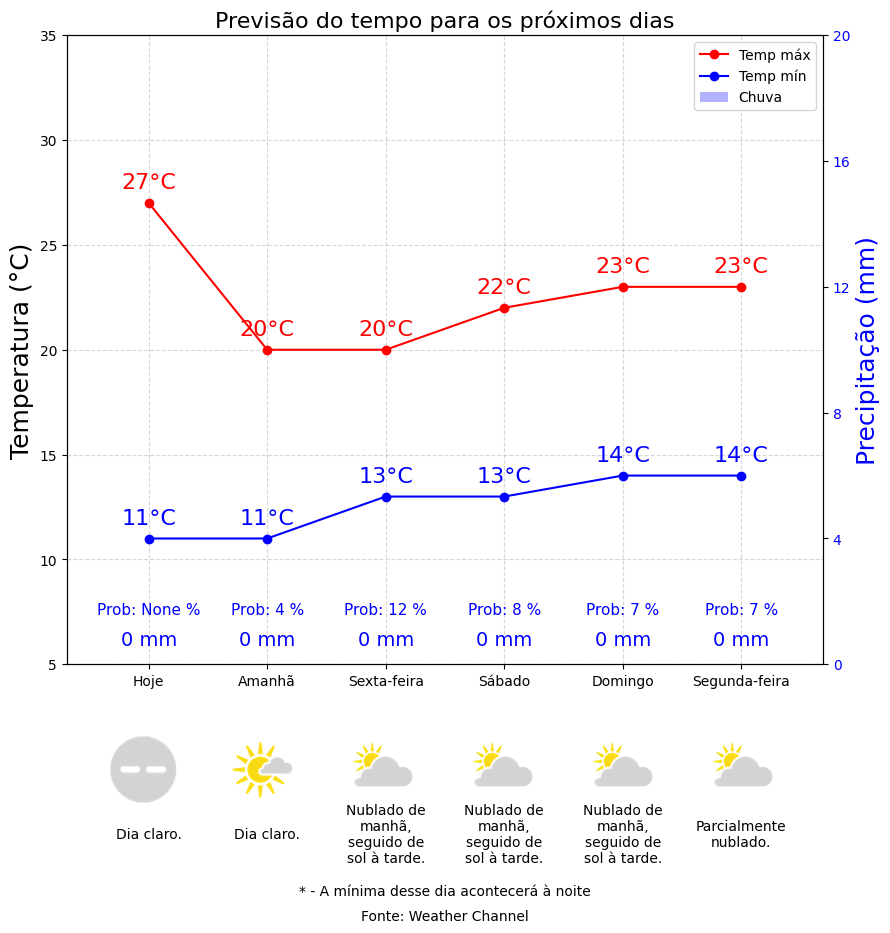 Previsão do tempo para os próximos dias
Temperatura (°C)
35
30
25
20
15
10
5
Precipitação (mm)
20
16
12
8
4
0
Temp máx
Temp mín
Chuva
27°C
20°C
20°C
22°C
23°C
23°C
11°C
11°C
13°C
13°C
14°C
14°C
Prob: None %
Prob: 4 %
Prob: 12 %
Prob: 8 %
Prob: 7 %
Prob: 7 %
0 mm
0 mm
0 mm
0 mm
0 mm
0 mm
Hoje
Amanhã
Sexta-feira
Sábado
Domingo
Segunda-feira
Dia claro.
Dia claro.
Nublado de
manhã,
seguido de
sol à tarde.
Nublado de
manhã,
seguido de
sol à tarde.
Nublado de
manhã,
seguido de
sol à tarde.
Parcialmente
nublado.
* - A mínima desse dia acontecerá à noite
Fonte: Weather Channel